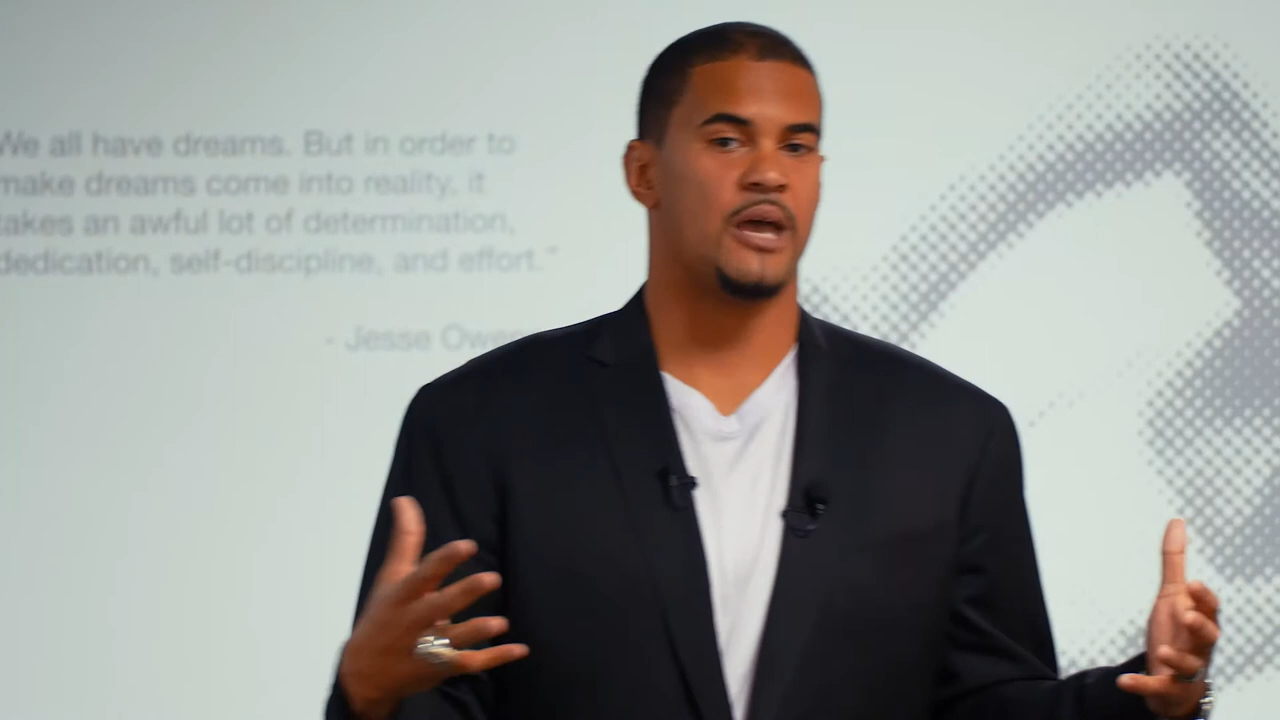 We all have dreams. But in order to
make dreams come into reality, it
takes an awful lot of determination,
dedication, self-discipline, and effort."
- Jesse Owens